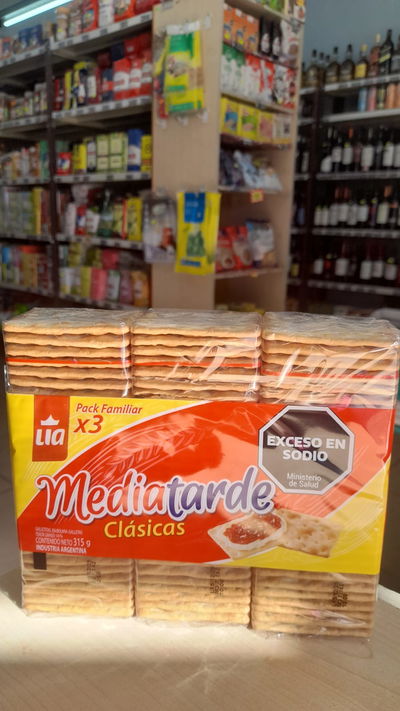 Pack Familiar
x3
LIA
EXCESO EN
SODIO
Ministerio
de Salud
Mediatarde
Clásicas
CONTENIDO NETO 315 g
INDUSTRIA ARGENTINA